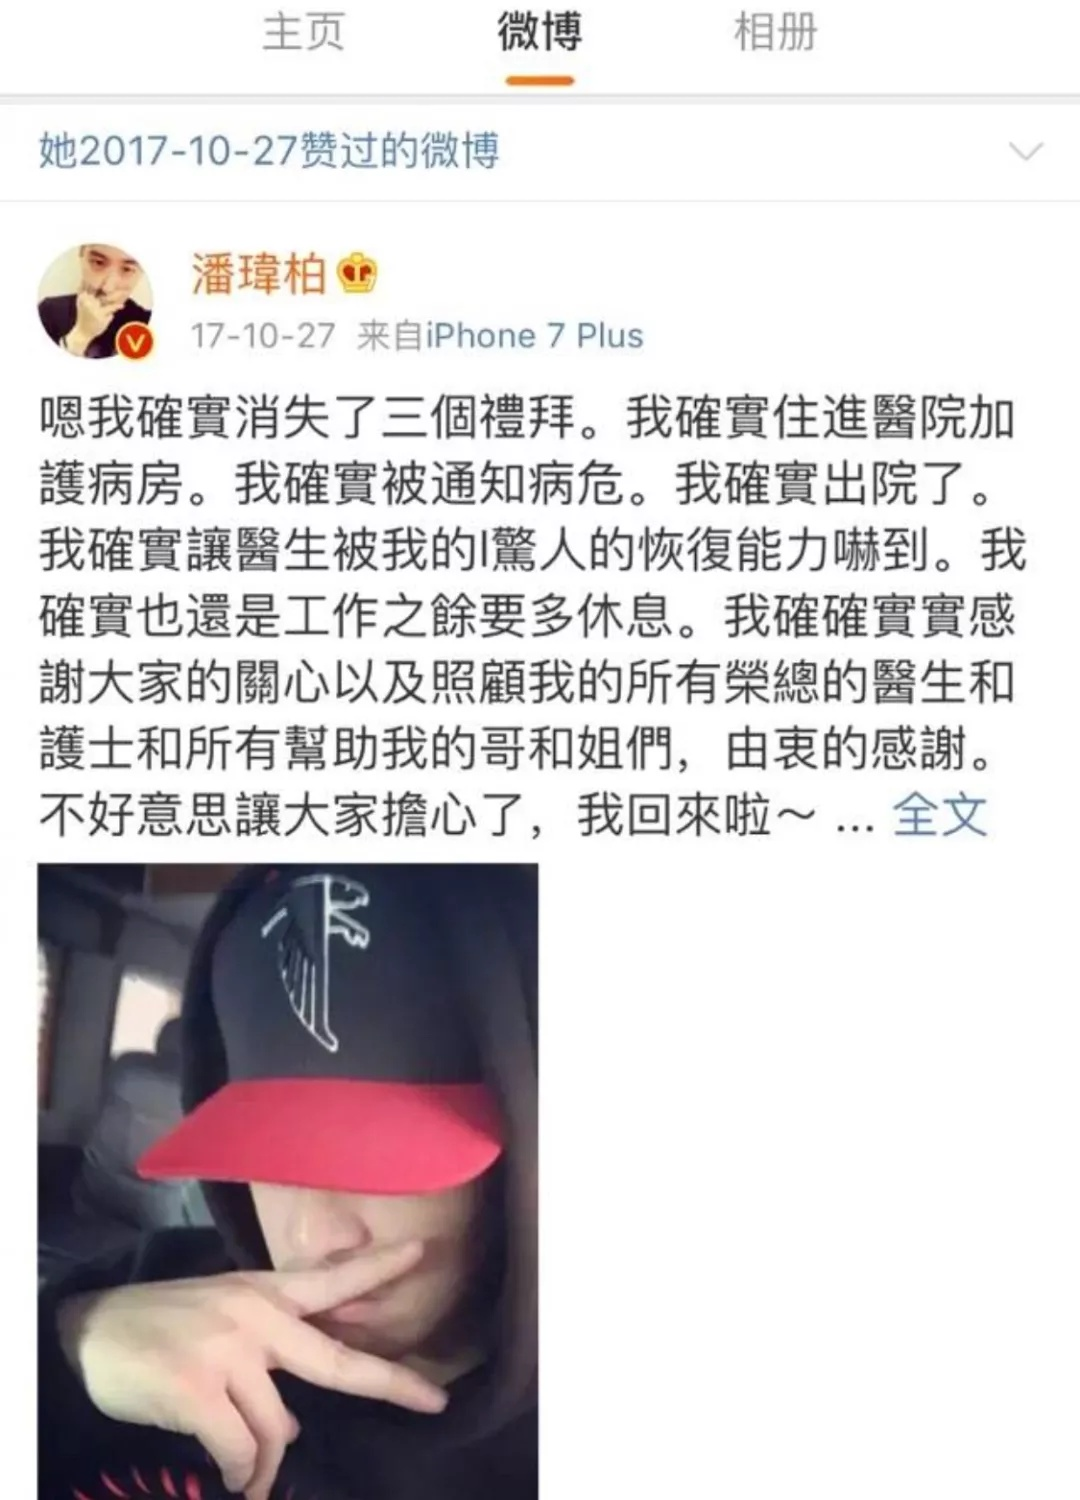 主页 微博 相册
她2017-10-27赞过的微博
潘瑋柏
17-10-27 来自iPhone 7 Plus
嗯我確實消失了三個禮拜。我確實住進醫院加
護病房。我確實被通知病危。我確實出院了。
我確實讓醫生被我的l驚人的恢復能力嚇到。我
確實也還是工作之餘要多休息。我確確實實感
謝大家的關心以及照顧我的所有榮總的醫生和
護士和所有幫助我的哥和姐們，由衷的感謝。
不好意思讓大家擔心了，我回來啦～ ... 全文